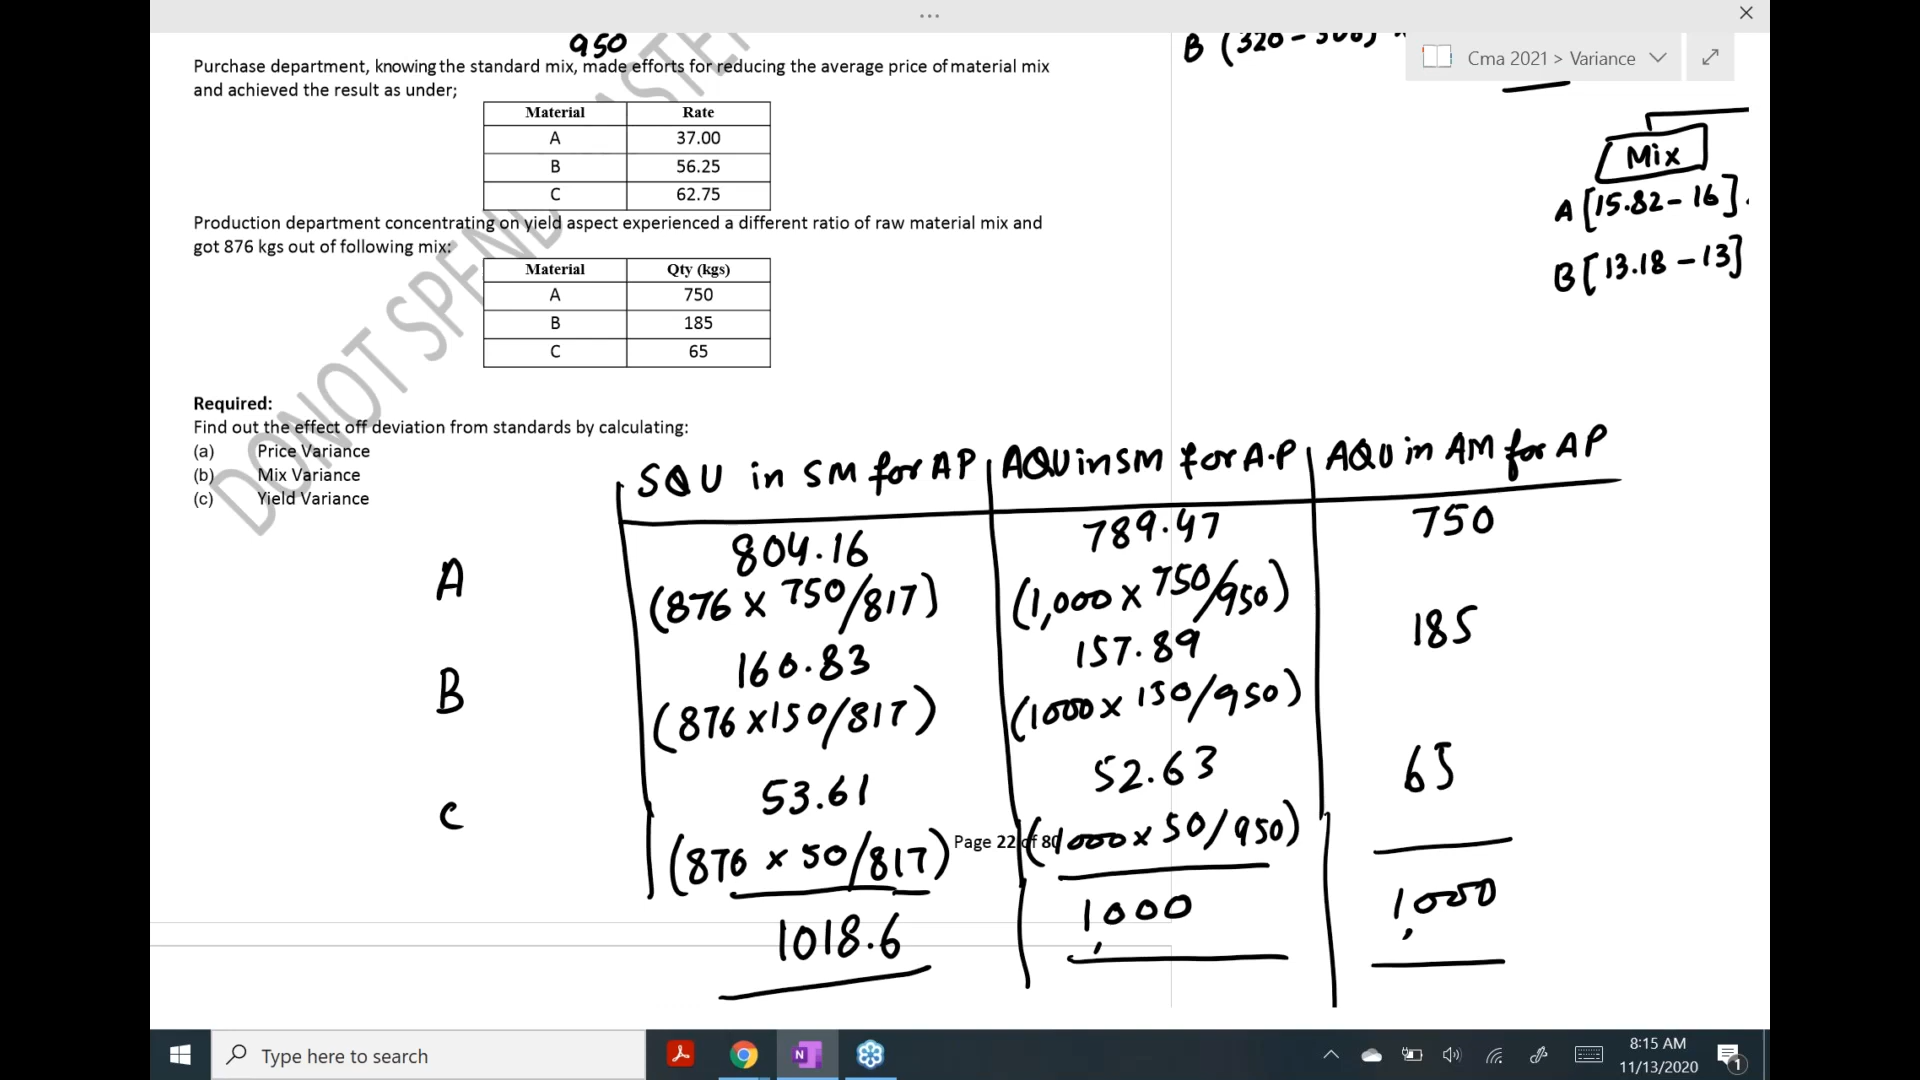 950
B (320-300)
Cma 2021 > Variance
Purchase department, knowing the standard mix, made efforts for reducing the average price of material mix
and achieved the result as under;
Material Rate
A 37.00
B 56.25
C 62.75
Mix
A [15.82-16]
B [13.18-13]
Production department concentrating on yield aspect experienced a different ratio of raw material mix and
got 876 kgs out of following mix:
Material Qty (kgs)
A 750
B 185
C 65
DONOT SPEND
Required:
Find out the effect off deviation from standards by calculating:
(a) Price Variance
(b) Mix Variance
(c) Yield Variance
SQU in SM for AP AQU in SM for A.P AQU in AM for AP
A 804.16 789.47 750
(876 x 750/817) (1,000 x 750/950)
B 160.83 157.89 185
(876 x 150/817) (1000 x 150/950)
C 53.61 52.63 65
(876 x 50/817) (1000 x 50/950)
Page 22 of 80
1018.6 1,000 1,000
Type here to search
8:15 AM
11/13/2020
1